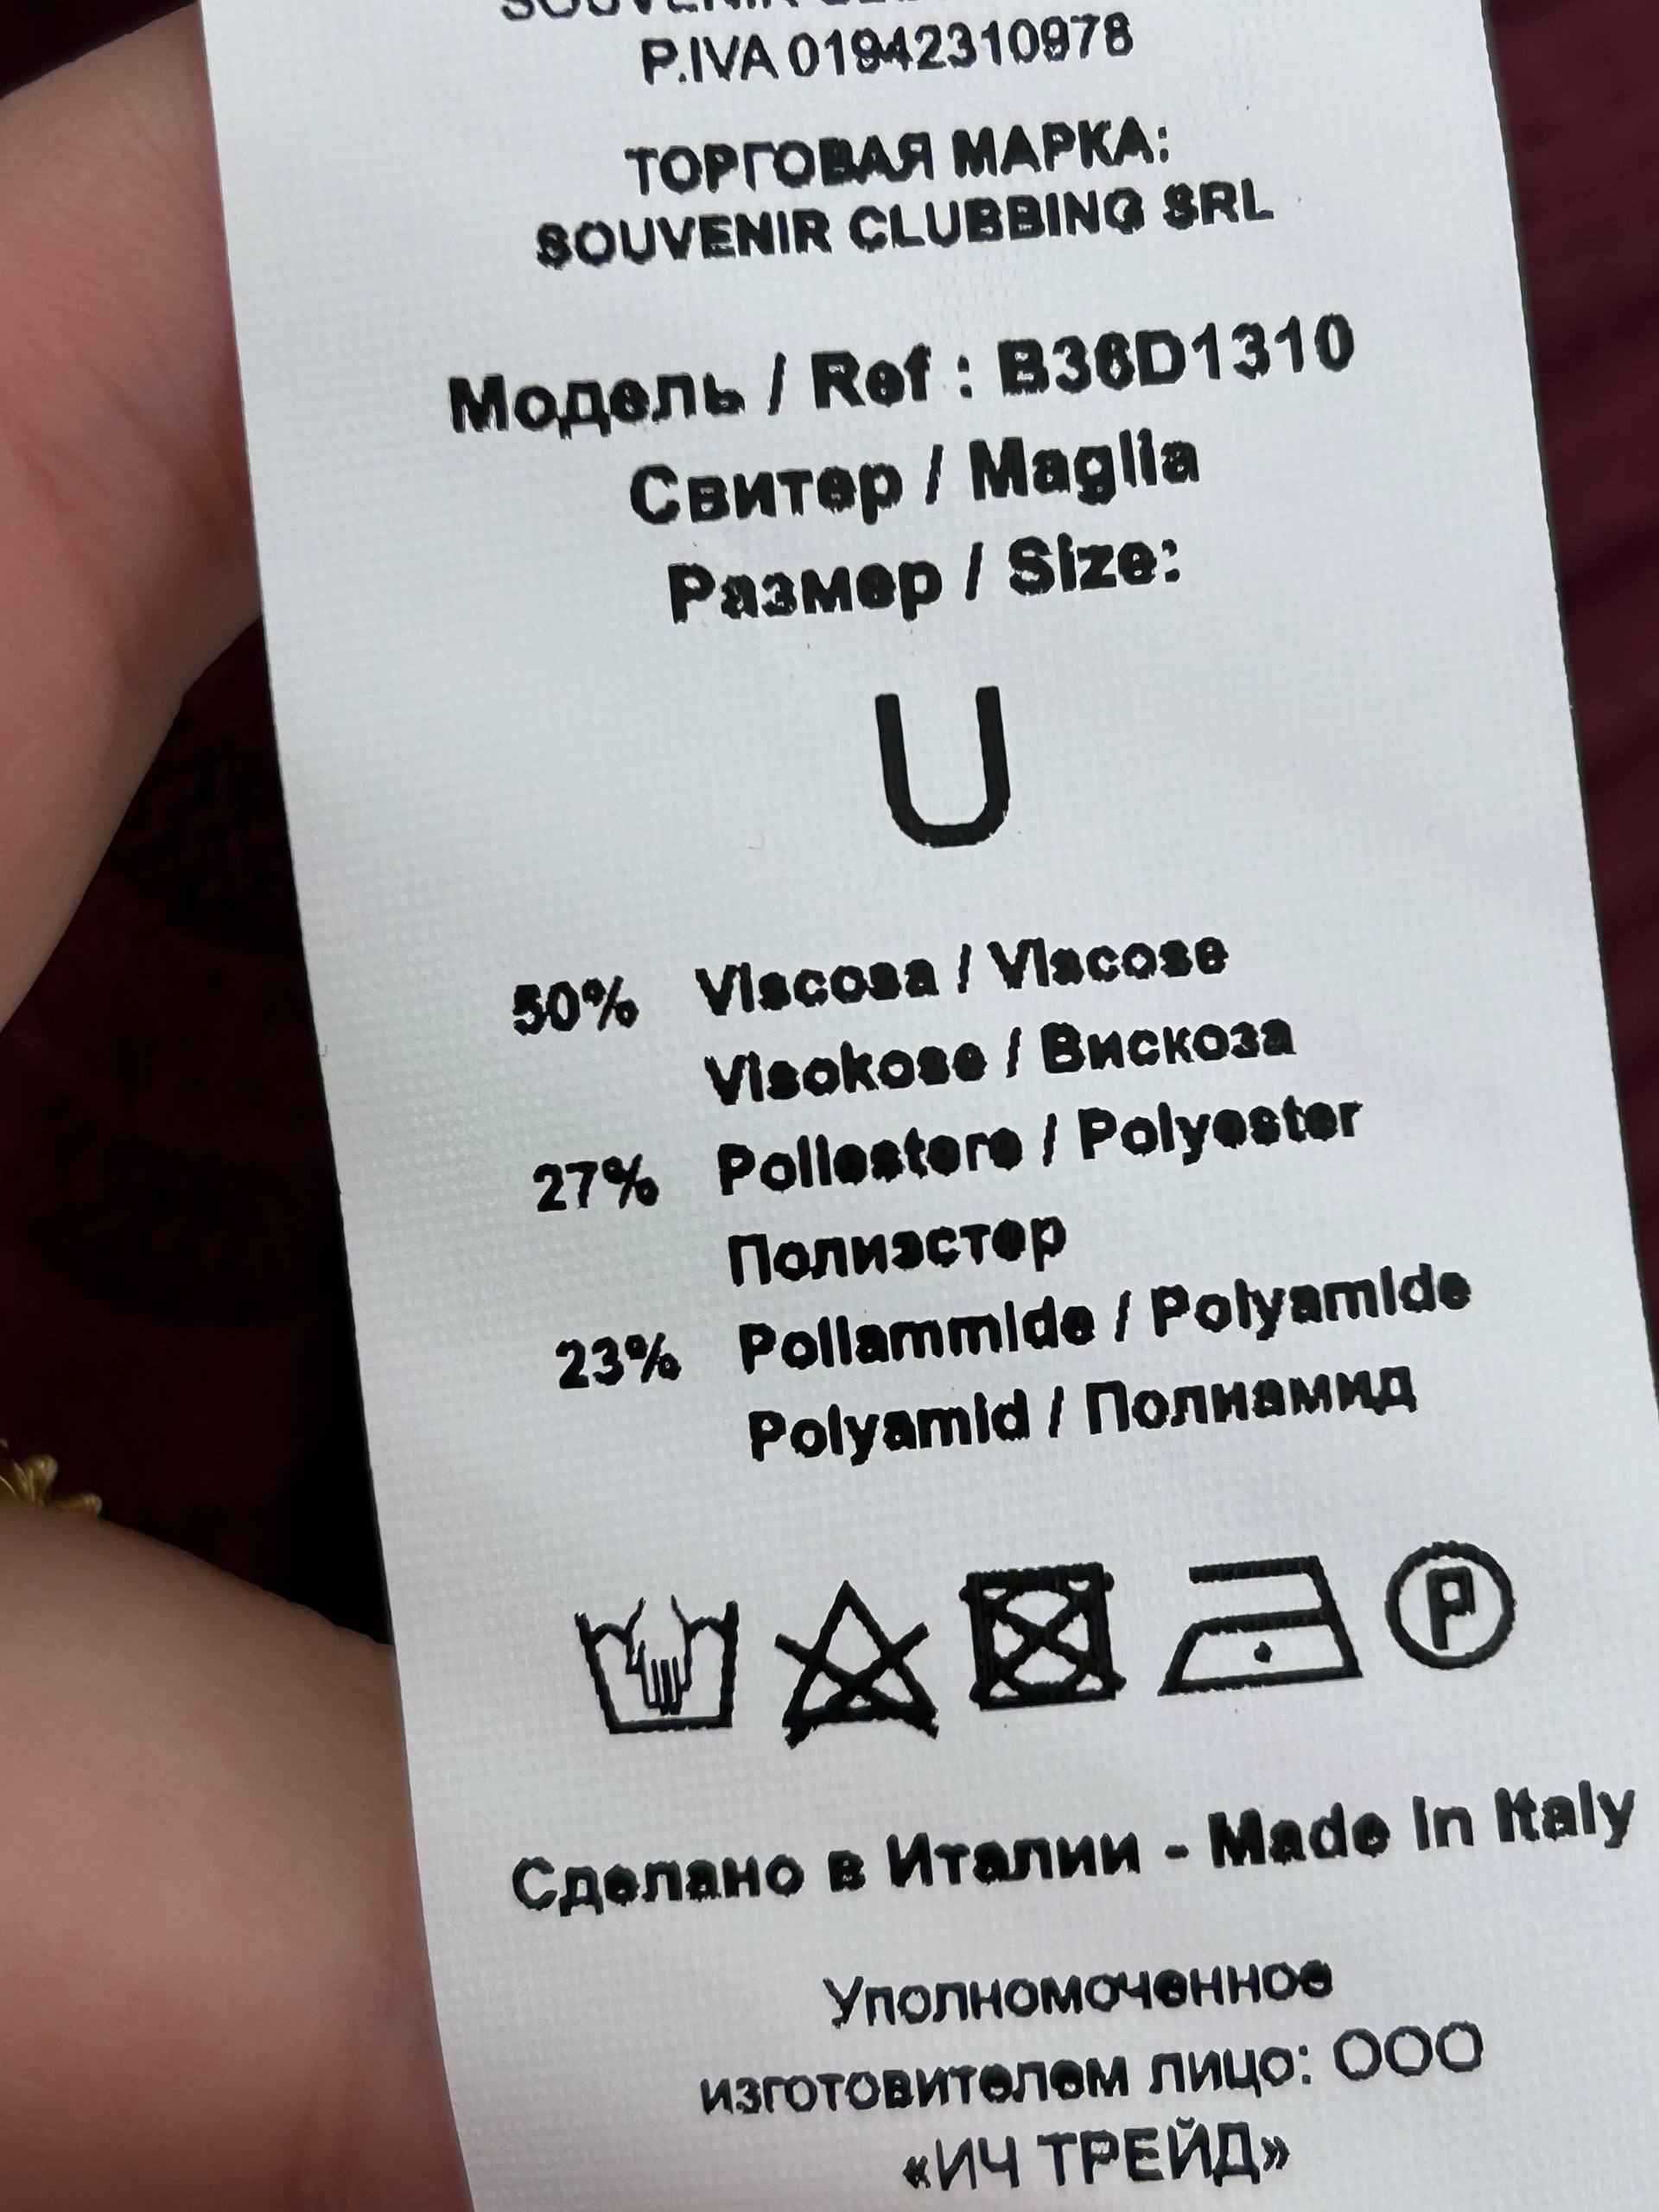 SOUVENIR
P.IVA 01942310978
ТОРГОВАЯ МАРКА:
SOUVENIR CLUBBING SRL
Модель / Ref : B36D1310
Свитер / Maglia
Размер / Size:
U
50% Viscosa / Viscose
Visokose / Вискоза
27% Poliestere / Polyester
Полиэстер
23% Poliammide / Polyamide
Polyamid / Полиамид
P
Сделано в Италии - Made In Italy
Уполномоченное
изготовителем лицо: ООО
«ИЧ ТРЕЙД»